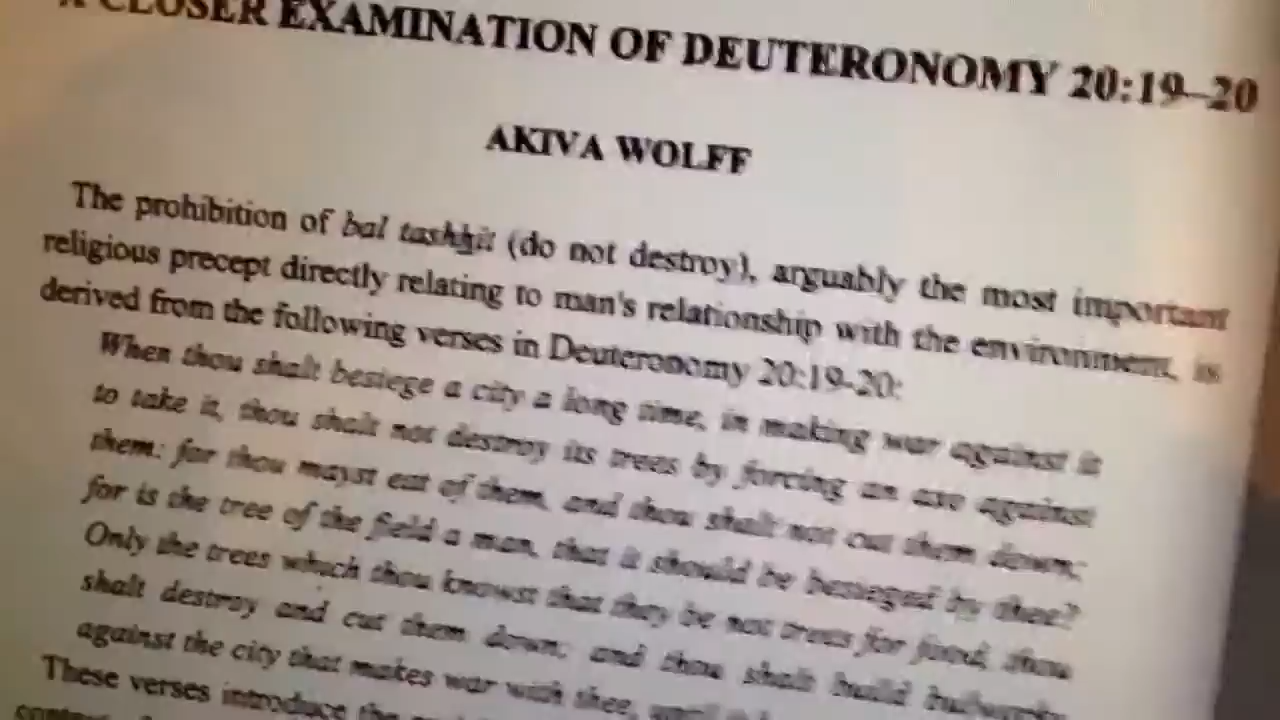 A CLOSER EXAMINATION OF DEUTERONOMY 20:19–20
AKIVA WOLFF
The prohibition of bal tashḥit (do not destroy), arguably the most important
religious precept directly relating to man's relationship with the environment, is
derived from the following verses in Deuteronomy 20:19-20:
When thou shalt besiege a city a long time, in making war against it
to take it, thou shalt not destroy its trees by forcing an axe against
them: for thou mayst eat of them, and thou shalt not cut them down;
for is the tree of the field a man, that it should be besieged by thee?
Only the trees which thou knowst that they be not trees for food, thou
shalt destroy and cut them down; and thou shalt build bulwarks
against the city that makes war with thee, until
These verses introduce the